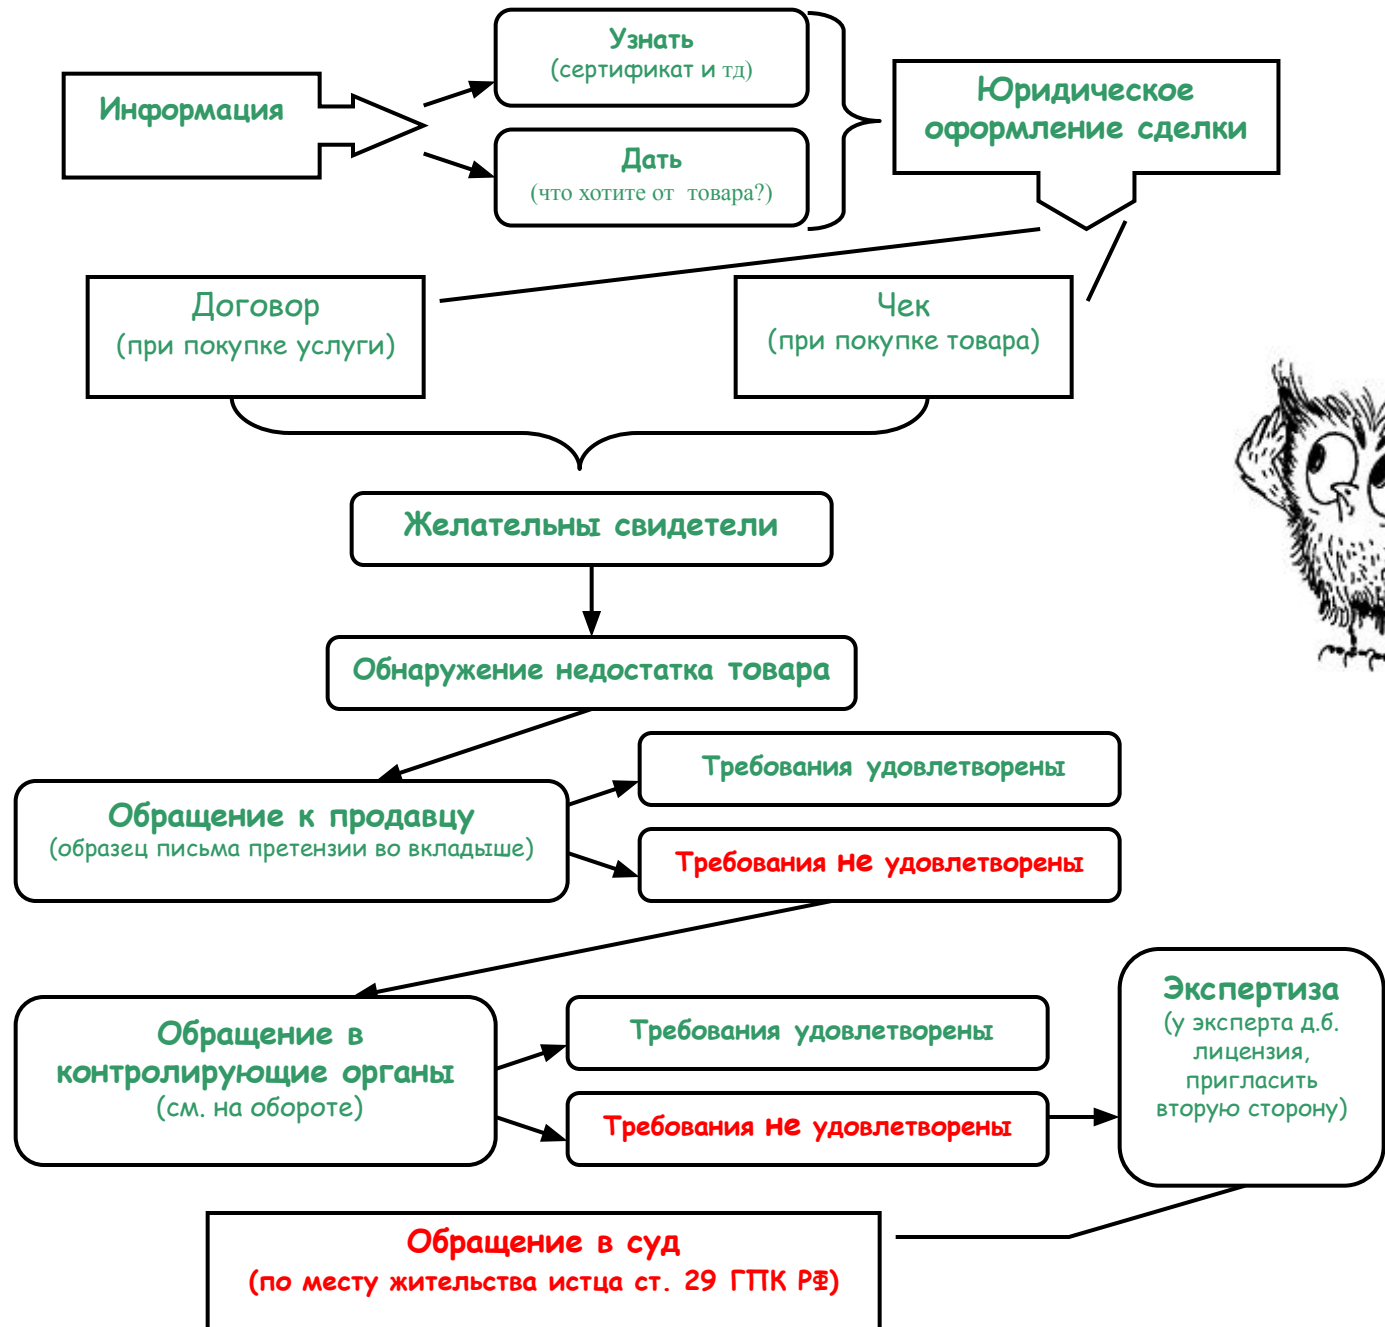 Информация
Узнать
(сертификат и тд)
Дать
(что хотите от товара?)
Юридическое
оформление сделки
Договор
(при покупке услуги)
Чек
(при покупке товара)
Желательны свидетели
Обнаружение недостатка товара
Обращение к продавцу
(образец письма претензии во вкладыше)
Требования удовлетворены
Требования не удовлетворены
Обращение в
контролирующие органы
(см. на обороте)
Требования удовлетворены
Требования не удовлетворены
Экспертиза
(у эксперта д.б.
лицензия,
пригласить
вторую сторону)
Обращение в суд
(по месту жительства истца ст. 29 ГПК РФ)